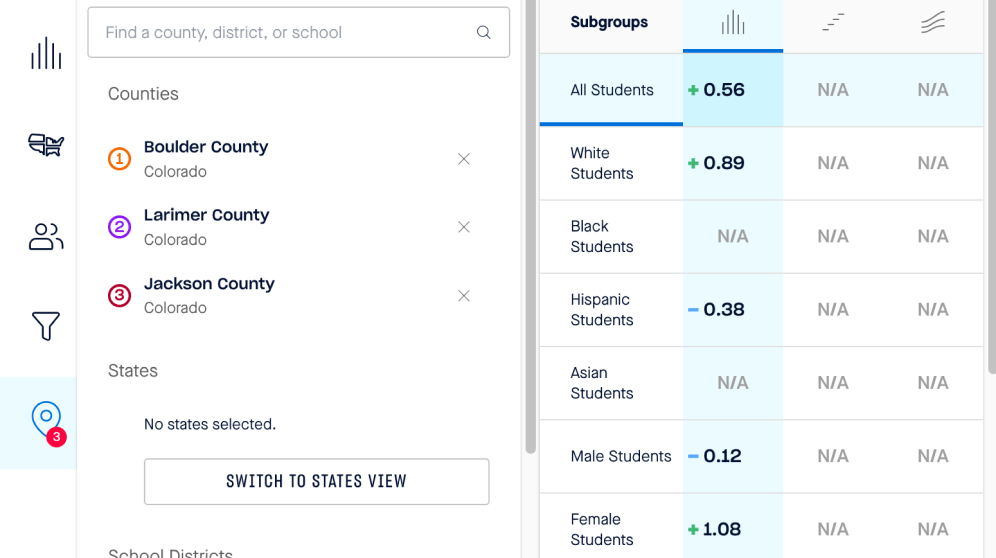 Find a county, district, or school
Counties
1
Boulder County
Colorado
2
Larimer County
Colorado
3
Jackson County
Colorado
States
No states selected.
SWITCH TO STATES VIEW
School Districts
3
Subgroups
All Students
+ 0.56
N/A
N/A
White
Students
+ 0.89
N/A
N/A
Black
Students
N/A
N/A
N/A
Hispanic
Students
- 0.38
N/A
N/A
Asian
Students
N/A
N/A
N/A
Male Students
- 0.12
N/A
N/A
Female
Students
+ 1.08
N/A
N/A